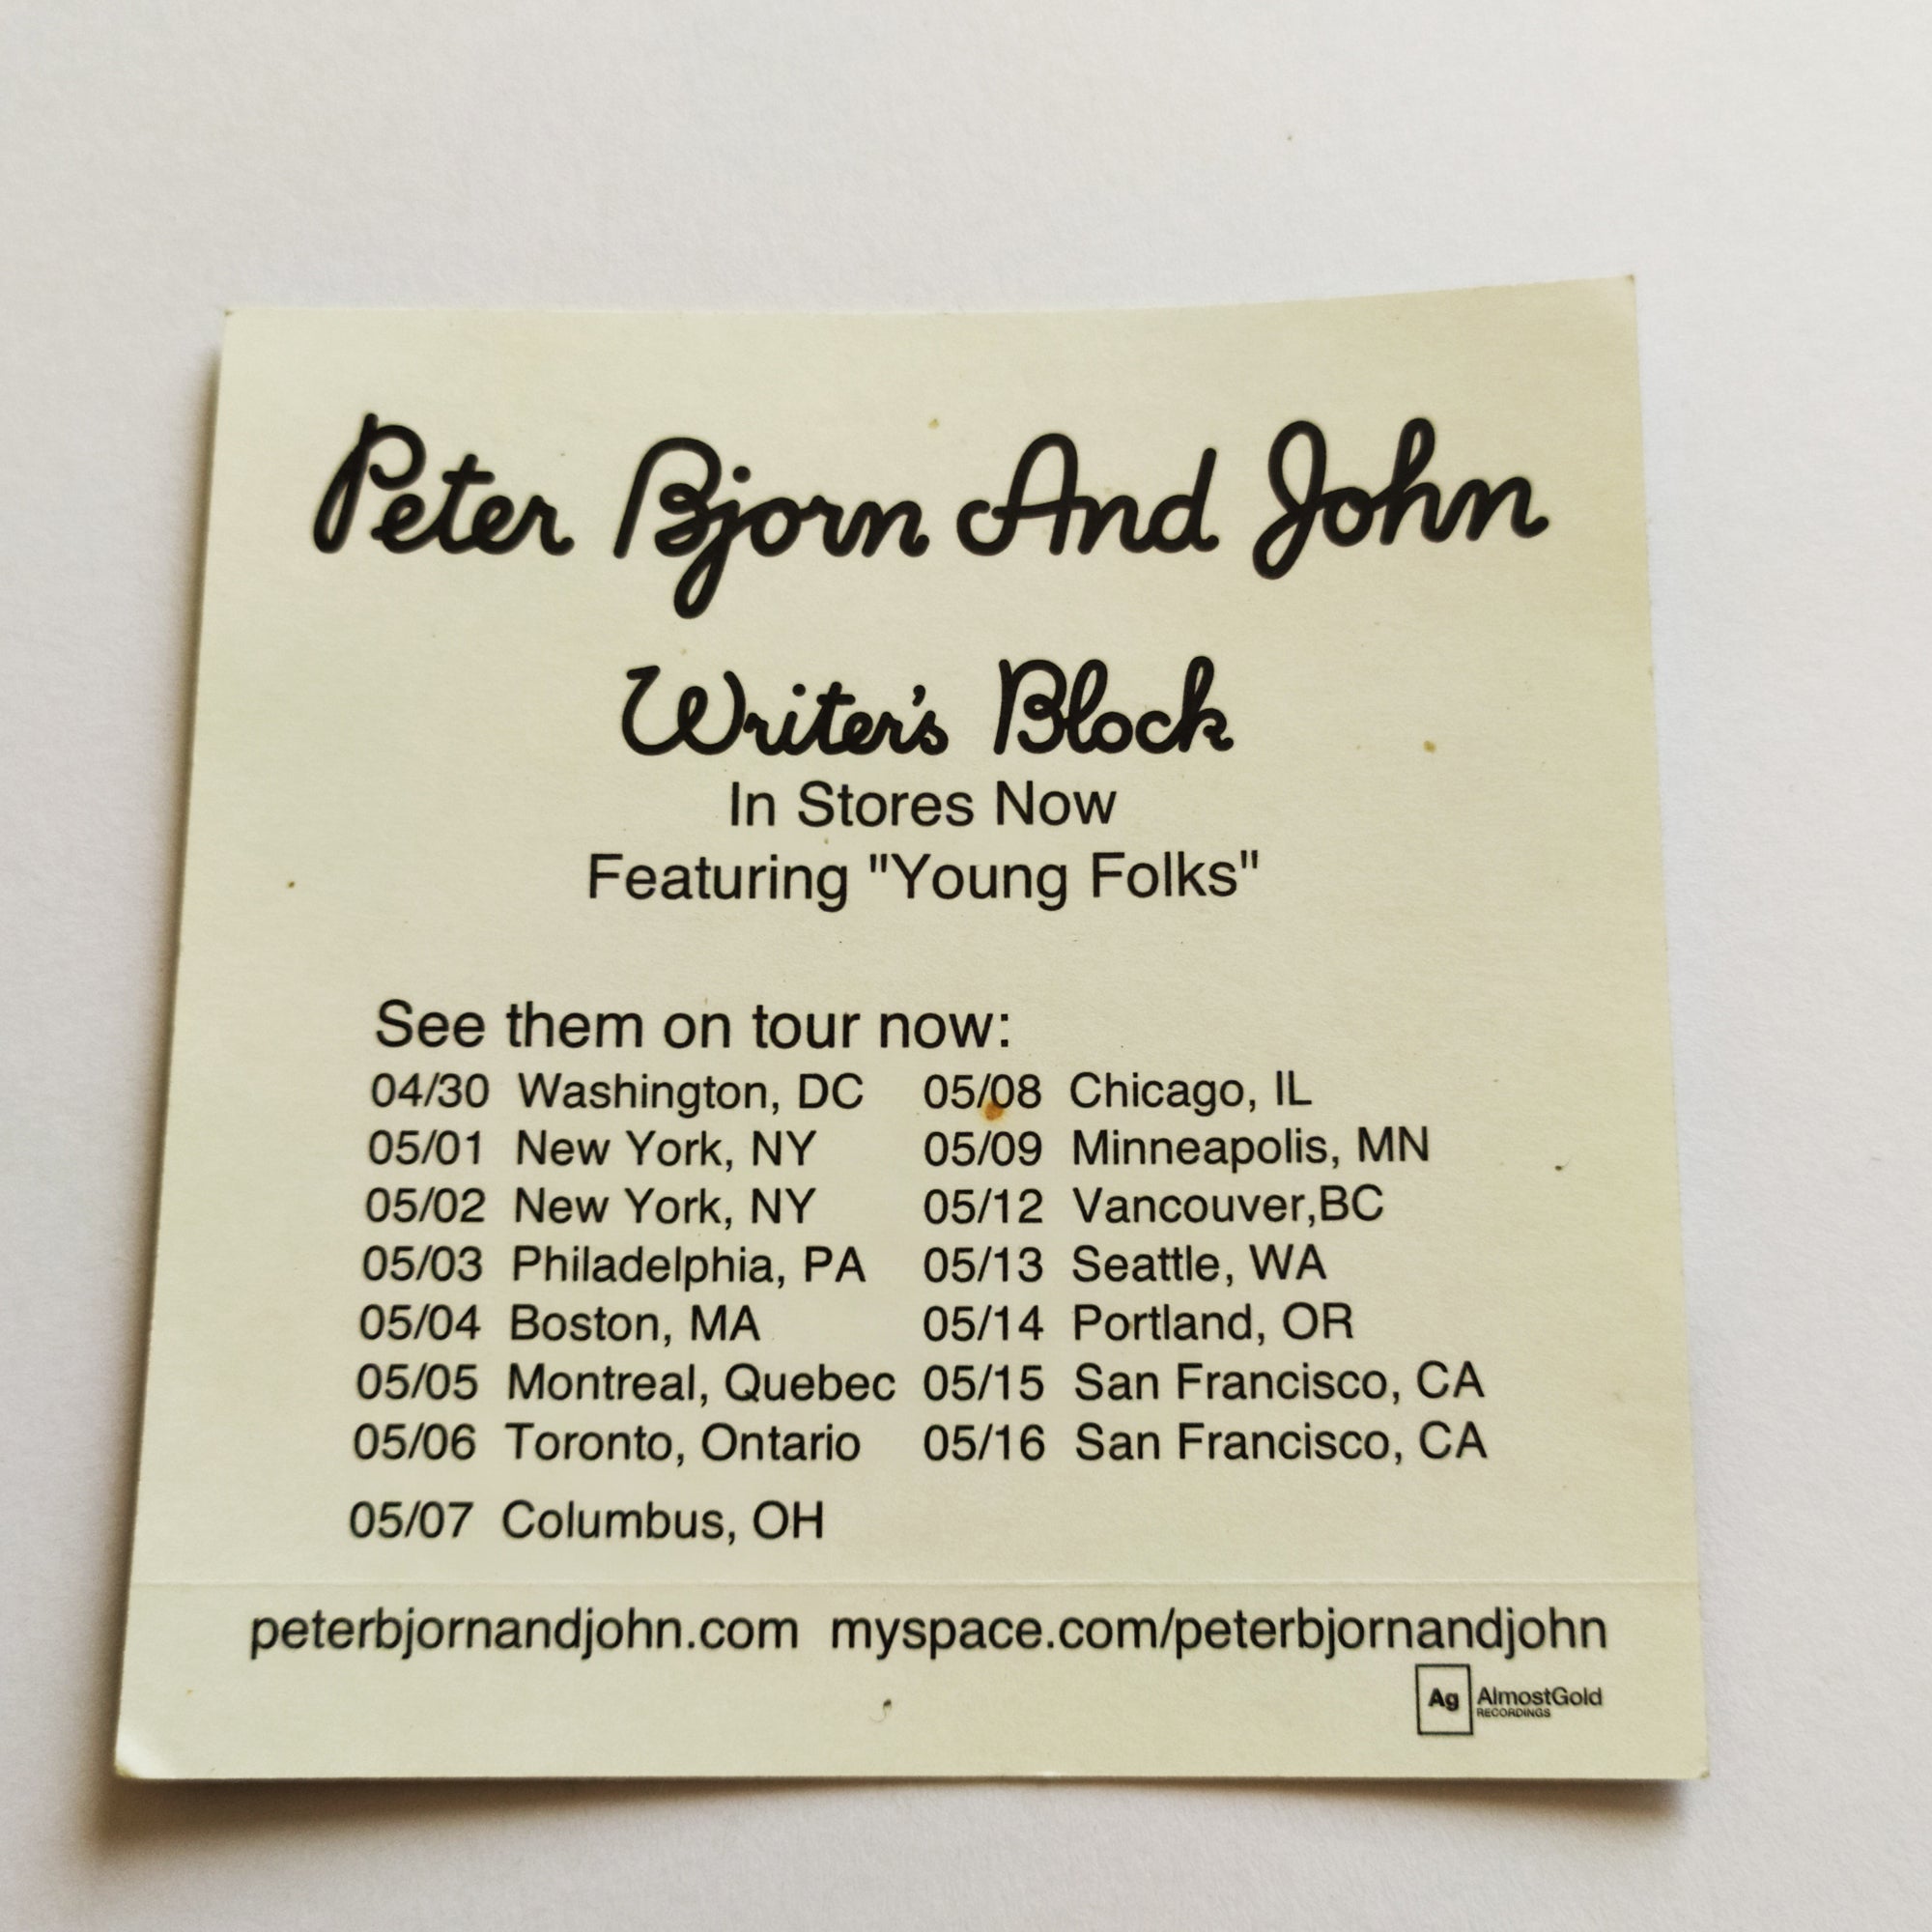 Peter Bjorn And John
Writer's Block
In Stores Now
Featuring "Young Folks"
See them on tour now:
04/30 Washington, DC
05/01 New York, NY
05/02 New York, NY
05/03 Philadelphia, PA
05/04 Boston, MA
05/05 Montreal, Quebec
05/06 Toronto, Ontario
05/07 Columbus, OH
05/08 Chicago, IL
05/09 Minneapolis, MN
05/12 Vancouver,BC
05/13 Seattle, WA
05/14 Portland, OR
05/15 San Francisco, CA
05/16 San Francisco, CA
peterbjornandjohn.com myspace.com/peterbjornandjohn
Ag AlmostGold
RECORDINGS